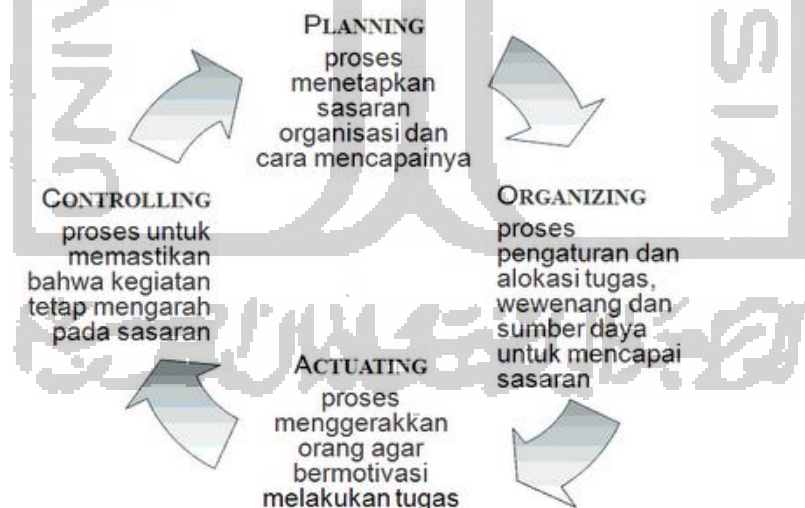 PLANNING
proses
menetapkan
sasaran
organisasi dan
cara mencapainya
ORGANIZING
proses
pengaturan dan
alokasi tugas,
wewenang dan
sumber daya
untuk mencapai
sasaran
ACTUATING
proses
menggerakkan
orang agar
bermotivasi
melakukan tugas
CONTROLLING
proses untuk
memastikan
bahwa kegiatan
tetap mengarah
pada sasaran